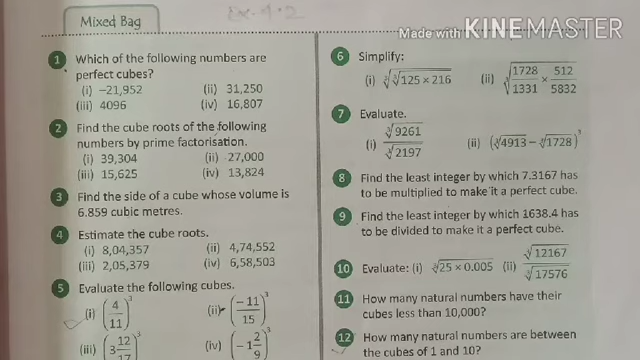 Mixed Bag
Ex-4.2
Made with KINEMASTER
1 Which of the following numbers are
perfect cubes?
(i) –21,952 (ii) 31,250
(iii) 4096 (iv) 16,807
2 Find the cube roots of the following
numbers by prime factorisation.
(i) 39,304 (ii) 27,000
(iii) 15,625 (iv) 13,824
3 Find the side of a cube whose volume is
6.859 cubic metres.
4 Estimate the cube roots.
(i) 8,04,357 (ii) 4,74,552
(iii) 2,05,379 (iv) 6,58,503
5 Evaluate the following cubes.
(i) (4/11)³ (ii) (–11/15)³
(iii) (3 12/17)³ (iv) (–1 2/9)³
6 Simplify:
(i) ∛√(125 × 216) (ii) ∛(1728/1331 × 512/5832)
7 Evaluate.
(i) ∛9261/∛2197 (ii) (∛4913 – ∛1728)³
8 Find the least integer by which 7.3167 has
to be multiplied to make it a perfect cube.
9 Find the least integer by which 1638.4 has
to be divided to make it a perfect cube.
10 Evaluate: (i) ∛(25 × 0.005) (ii) ∛12167/∛17576
11 How many natural numbers have their
cubes less than 10,000?
12 How many natural numbers are between
the cubes of 1 and 10?